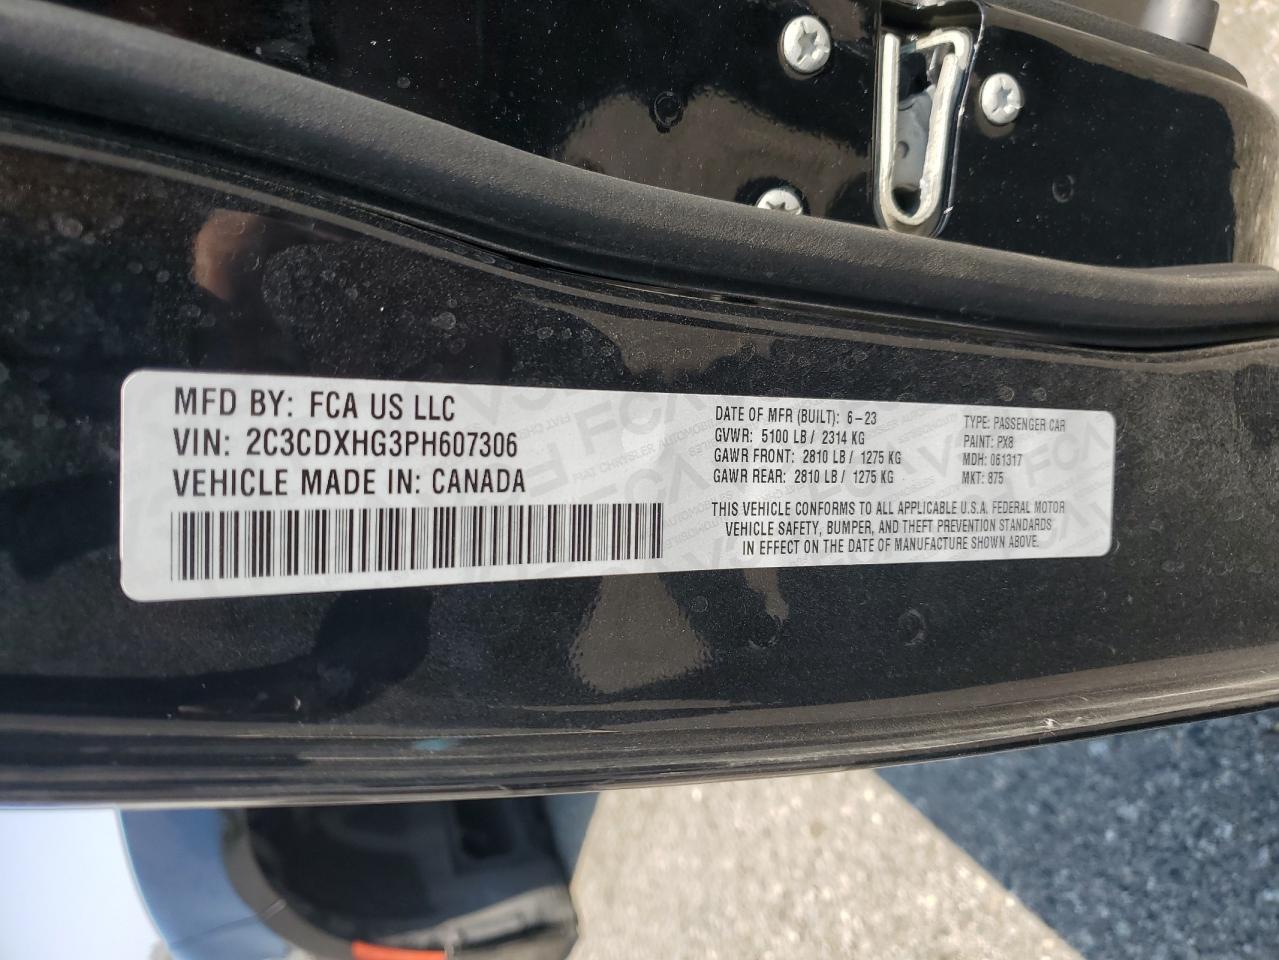 MFD BY: FCA US LLC
VIN: 2C3CDXHG3PH607306
VEHICLE MADE IN: CANADA
DATE OF MFR (BUILT): 6-23
GVWR: 5100 LB / 2314 KG
GAWR FRONT: 2810 LB / 1275 KG
GAWR REAR: 2810 LB / 1275 KG
TYPE: PASSENGER CAR
PAINT: PX8
MDH: 061317
MKT: 875
THIS VEHICLE CONFORMS TO ALL APPLICABLE U.S.A. FEDERAL MOTOR
VEHICLE SAFETY, BUMPER, AND THEFT PREVENTION STANDARDS
IN EFFECT ON THE DATE OF MANUFACTURE SHOWN ABOVE.